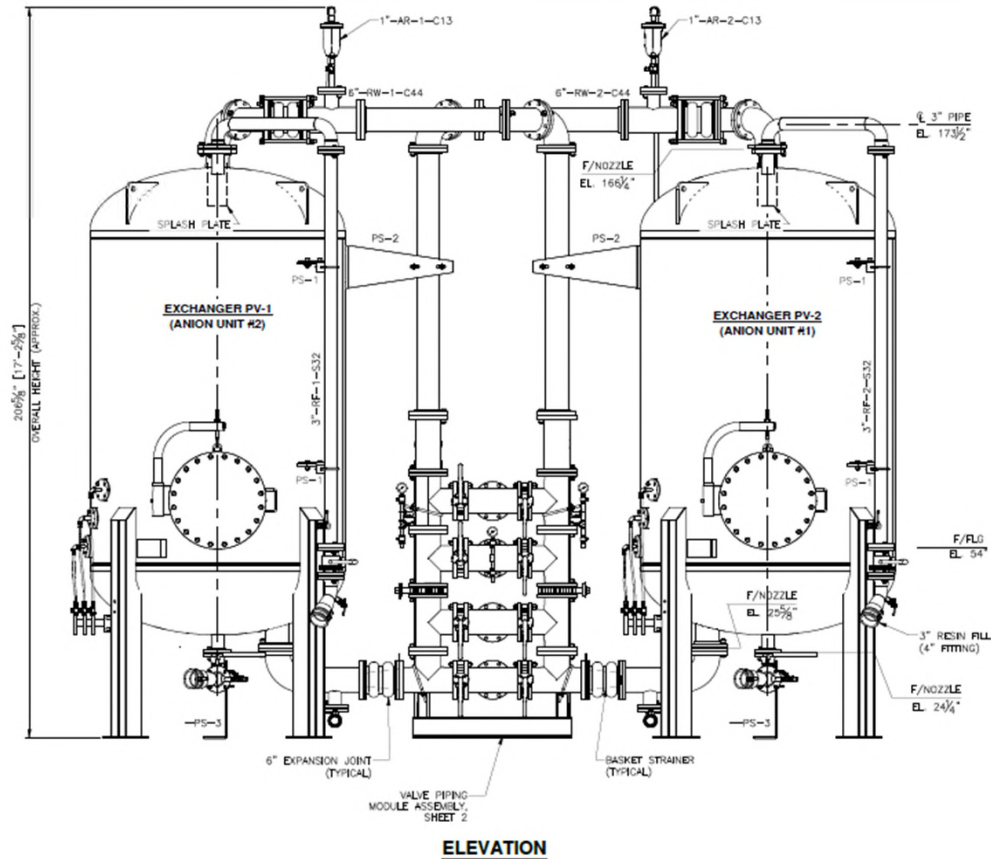 1"-AR-1-C13
1"-AR-2-C13
6"-RW-1-C44
6"-RW-2-C44
℄ 3" PIPE
EL. 173½"
F/NOZZLE
EL. 166¼"
SPLASH PLATE
SPLASH PLATE
PS-2
PS-2
PS-1
PS-1
EXCHANGER PV-1
(ANION UNIT #2)
EXCHANGER PV-2
(ANION UNIT #1)
206⅝" [17'-2⅝"]
OVERALL HEIGHT (APPROX.)
3"-RF-1-S32
3"-RF-2-S32
PS-1
PS-1
F/FLG
EL. 54"
F/NOZZLE
EL. 25⅝"
3" RESIN FILL
(4" FITTING)
F/NOZZLE
EL. 24¼"
PS-3
PS-3
6" EXPANSION JOINT
(TYPICAL)
BASKET STRAINER
(TYPICAL)
VALVE PIPING
MODULE ASSEMBLY,
SHEET 2
ELEVATION